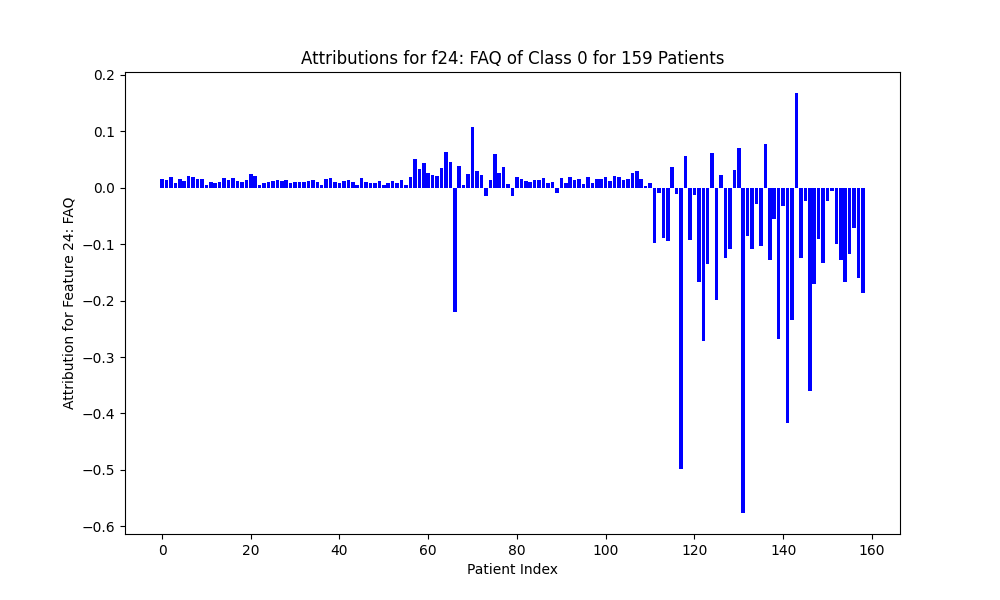 Attributions for f24: FAQ of Class 0 for 159 Patients
0.2
0.1
0.0
−0.1
−0.2
−0.3
−0.4
−0.5
−0.6
Attribution for Feature 24: FAQ
0 20 40 60 80 100 120 140 160
Patient Index